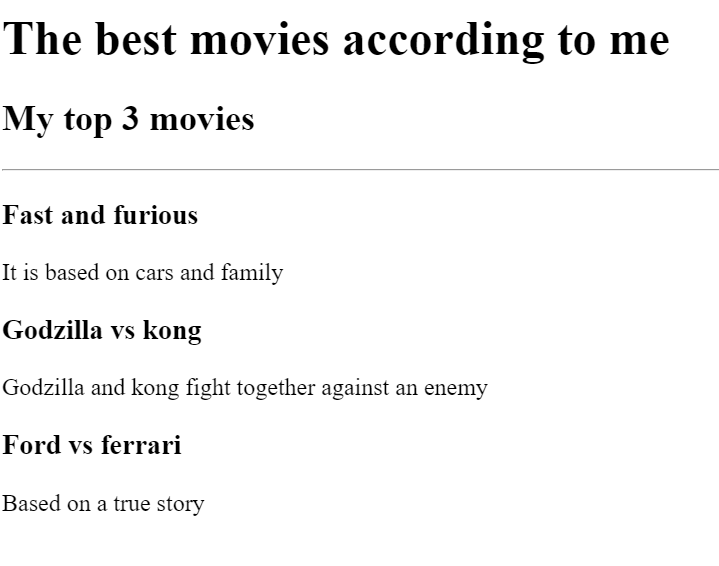 The best movies according to me
My top 3 movies
Fast and furious
It is based on cars and family
Godzilla vs kong
Godzilla and kong fight together against an enemy
Ford vs ferrari
Based on a true story